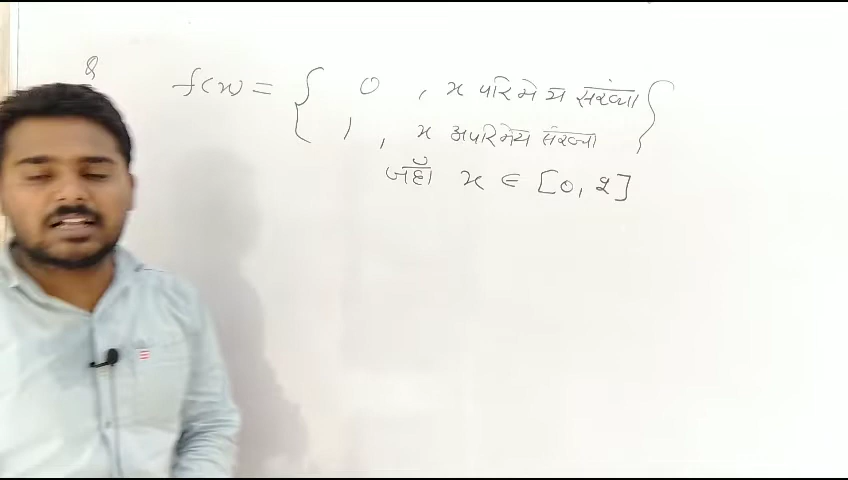 Q
f(x) = { 0 , x परिमेय संख्या
1 , x अपरिमेय संख्या }
जहाँ x ∈ [0, 2]